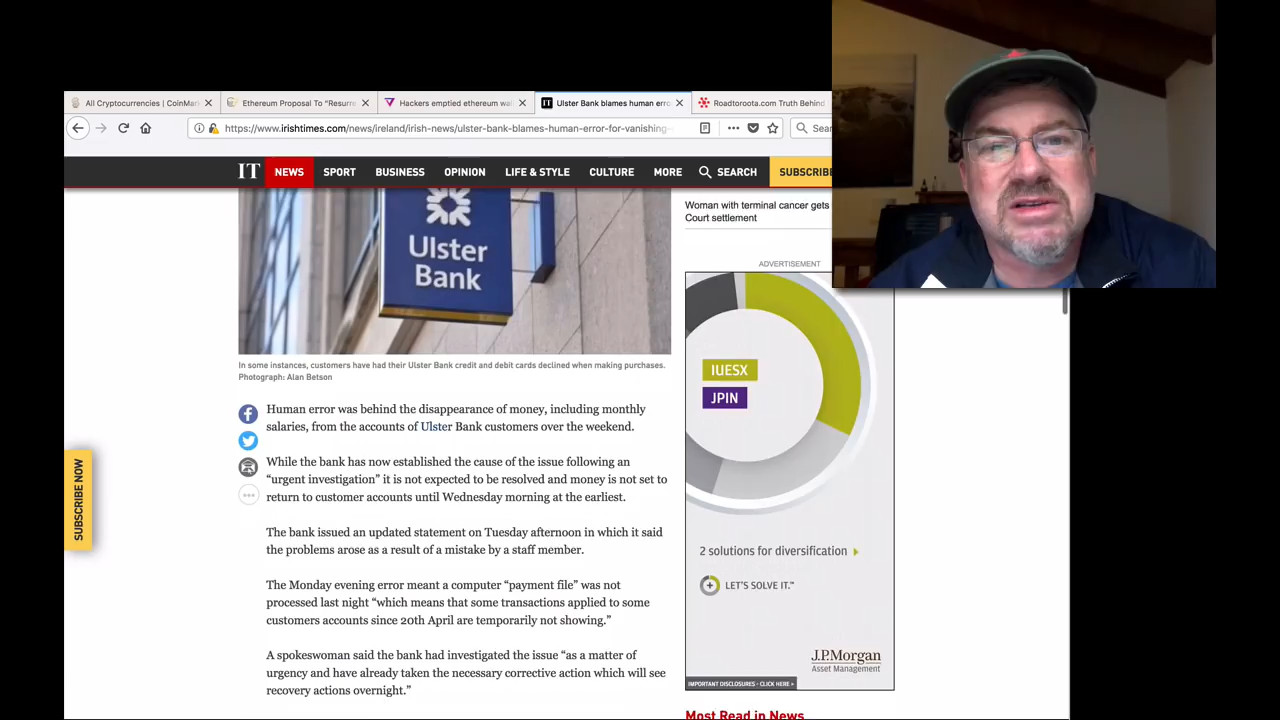 All Cryptocurrencies | CoinMar
Ethereum Proposal To "Resurre
Hackers emptied ethereum wal
IT Ulster Bank blames human erro
Roadtoroota.com Truth Behind
https://www.irishtimes.com/news/ireland/irish-news/ulster-bank-blames-human-error-for-vanishing-
Sear
IT NEWS SPORT BUSINESS OPINION LIFE & STYLE CULTURE MORE SEARCH SUBSCRIBE
Ulster
Bank
In some instances, customers have had their Ulster Bank credit and debit cards declined when making purchases.
Photograph: Alan Betson
Human error was behind the disappearance of money, including monthly
salaries, from the accounts of Ulster Bank customers over the weekend.
While the bank has now established the cause of the issue following an
“urgent investigation” it is not expected to be resolved and money is not set to
return to customer accounts until Wednesday morning at the earliest.
The bank issued an updated statement on Tuesday afternoon in which it said
the problems arose as a result of a mistake by a staff member.
The Monday evening error meant a computer “payment file” was not
processed last night “which means that some transactions applied to some
customers accounts since 20th April are temporarily not showing.”
A spokeswoman said the bank had investigated the issue “as a matter of
urgency and have already taken the necessary corrective action which will see
recovery actions overnight.”
SUBSCRIBE NOW
Woman with terminal cancer gets
Court settlement
ADVERTISEMENT
IUESX
JPIN
2 solutions for diversification
LET'S SOLVE IT.™
J.P.Morgan
Asset Management
IMPORTANT DISCLOSURES - CLICK HERE >
Most Read in News